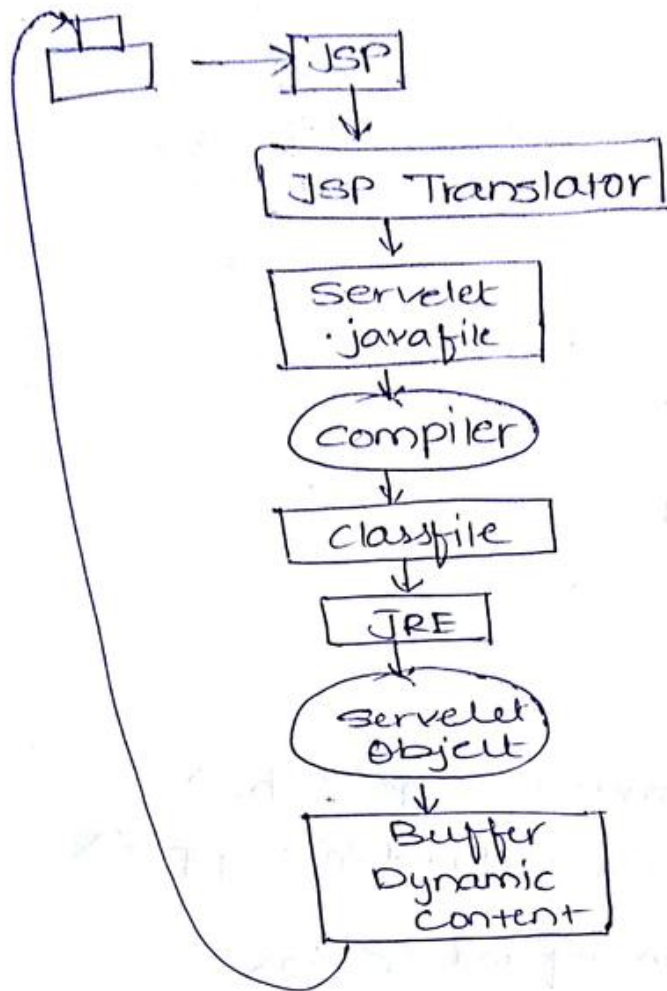 JSP
JSP Translator
Servelet
.javafile
Compiler
Classfile
JRE
Servelet
Object
Buffer
Dynamic
Content